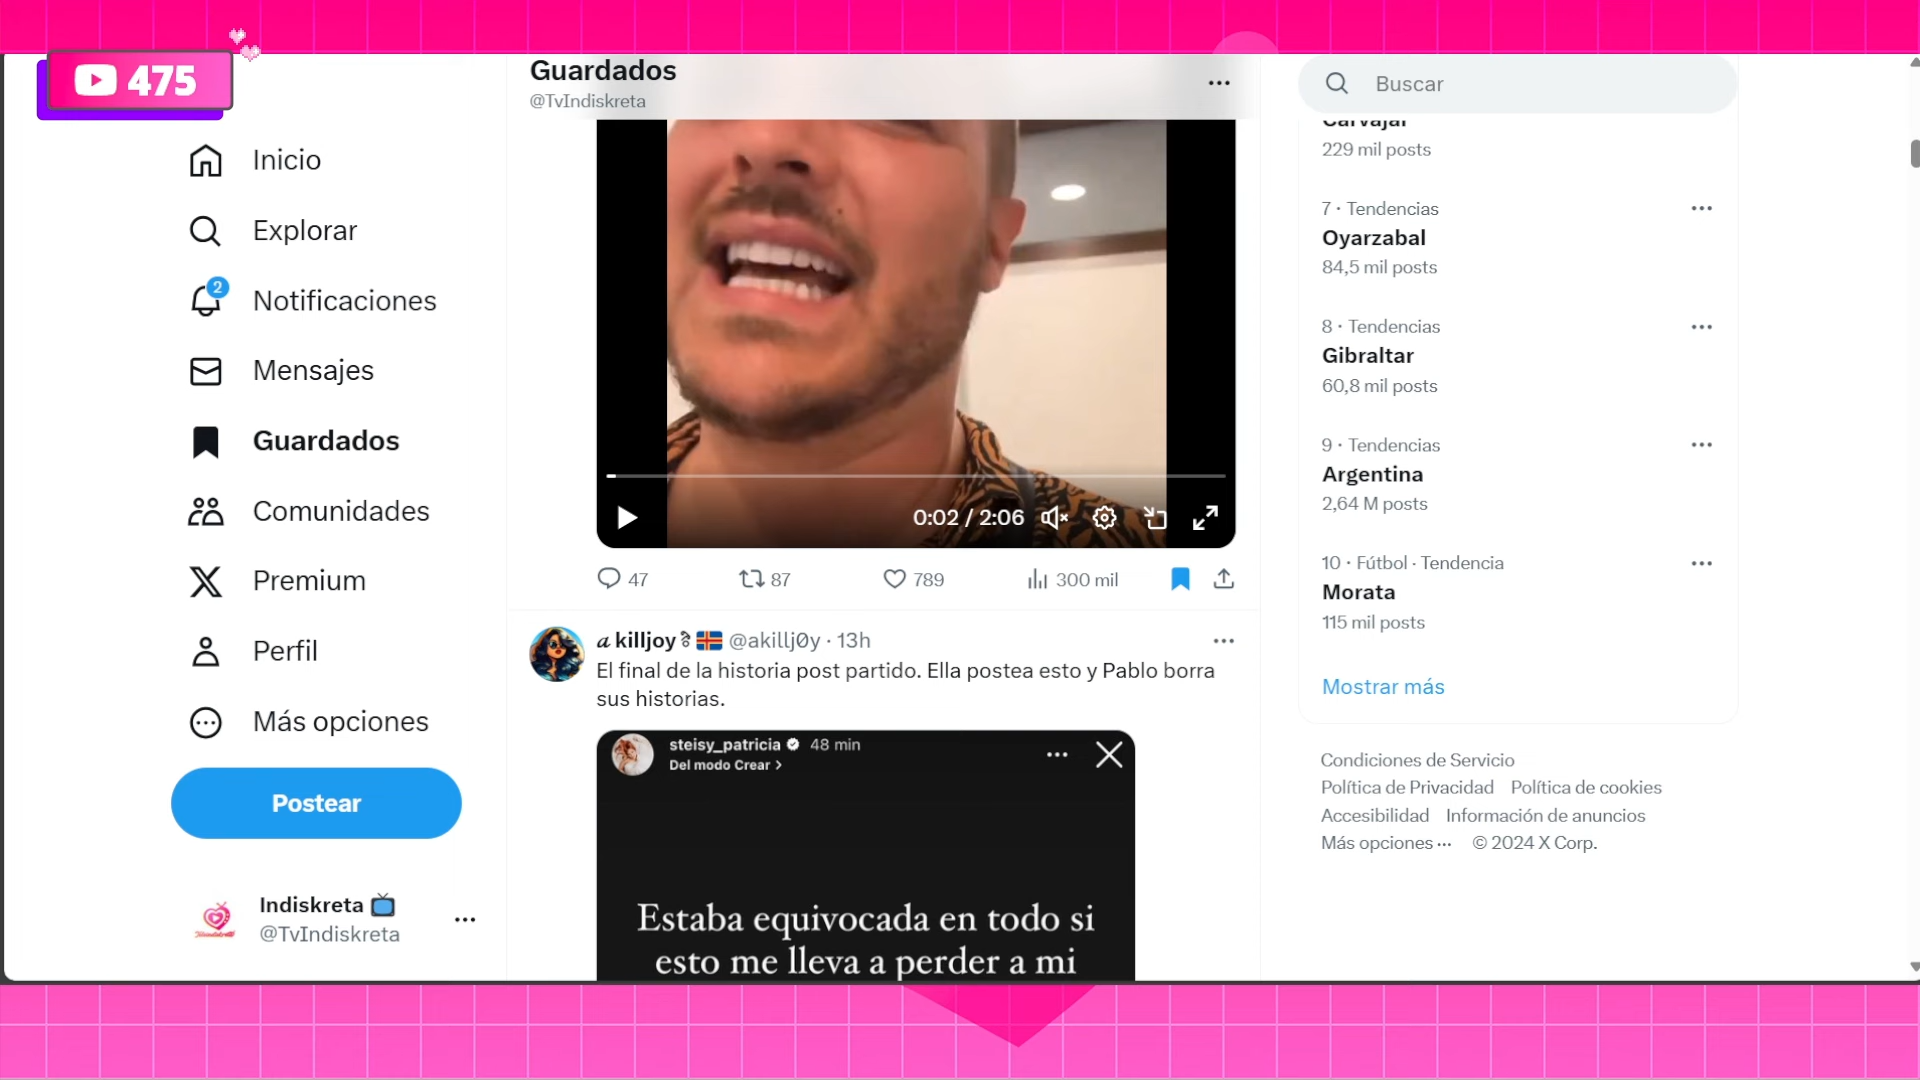 475
Guardados
@TvIndiskreta
Buscar
Inicio
Explorar
2
Notificaciones
Mensajes
Guardados
Comunidades
Premium
Perfil
Más opciones
Postear
Indiskreta
@TvIndiskreta
0:02 / 2:06
47
87
789
300 mil
a killjoy @akillj0y · 13h
El final de la historia post partido. Ella postea esto y Pablo borra
sus historias.
steisy_patricia 48 min
Del modo Crear >
Estaba equivocada en todo si
esto me lleva a perder a mi
Carvajal
229 mil posts
7 · Tendencias
Oyarzabal
84,5 mil posts
8 · Tendencias
Gibraltar
60,8 mil posts
9 · Tendencias
Argentina
2,64 M posts
10 · Fútbol · Tendencia
Morata
115 mil posts
Mostrar más
Condiciones de Servicio
Política de Privacidad Política de cookies
Accesibilidad Información de anuncios
Más opciones ··· © 2024 X Corp.